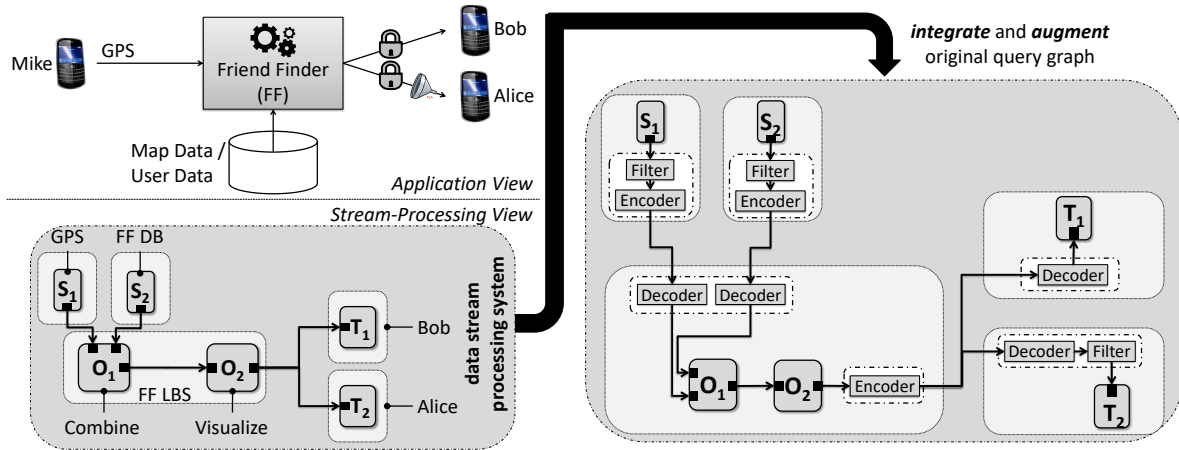 Mike
GPS
Friend Finder
(FF)
Bob
Alice
Map Data /
User Data
Application View
Stream-Processing View
GPS
FF DB
S1
S2
O1
O2
FF LBS
Combine
Visualize
T1
Bob
T2
Alice
data stream
processing system
integrate and augment
original query graph
S1
S2
Filter
Filter
Encoder
Encoder
Decoder
Decoder
O1
O2
Encoder
T1
Decoder
Decoder
Filter
T2